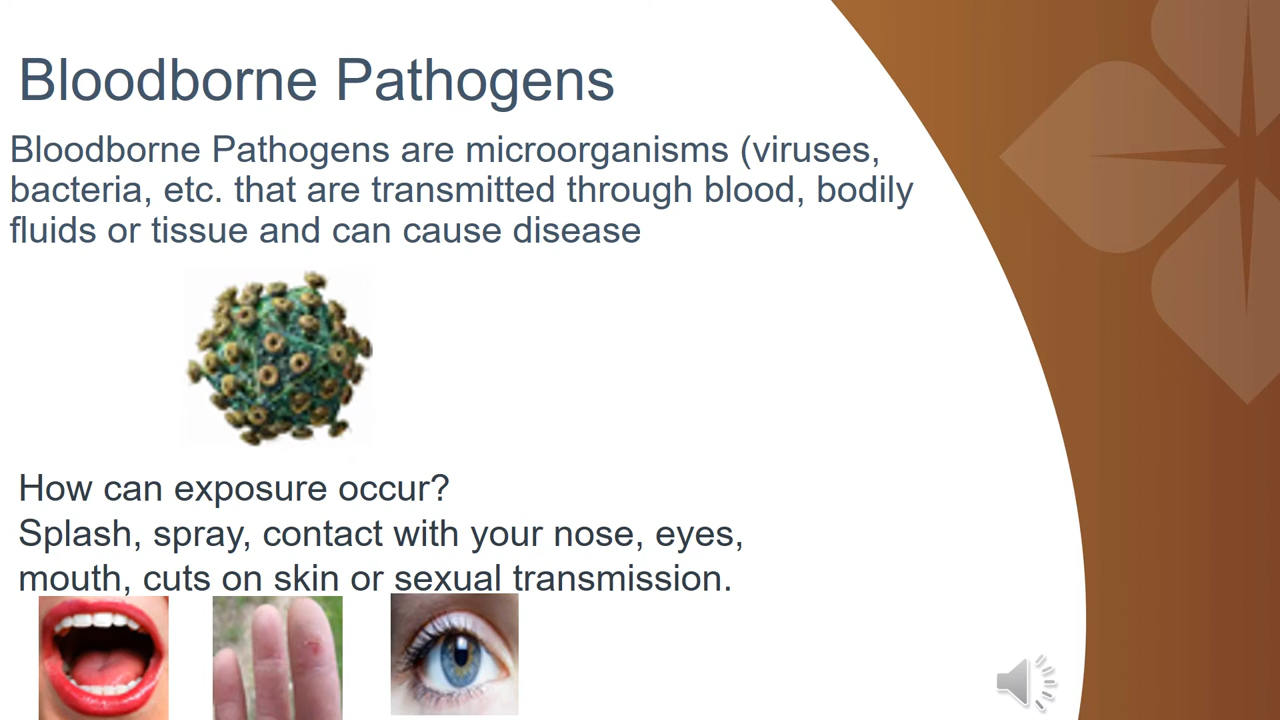 Bloodborne Pathogens
Bloodborne Pathogens are microorganisms (viruses,
bacteria, etc. that are transmitted through blood, bodily
fluids or tissue and can cause disease
How can exposure occur?
Splash, spray, contact with your nose, eyes,
mouth, cuts on skin or sexual transmission.